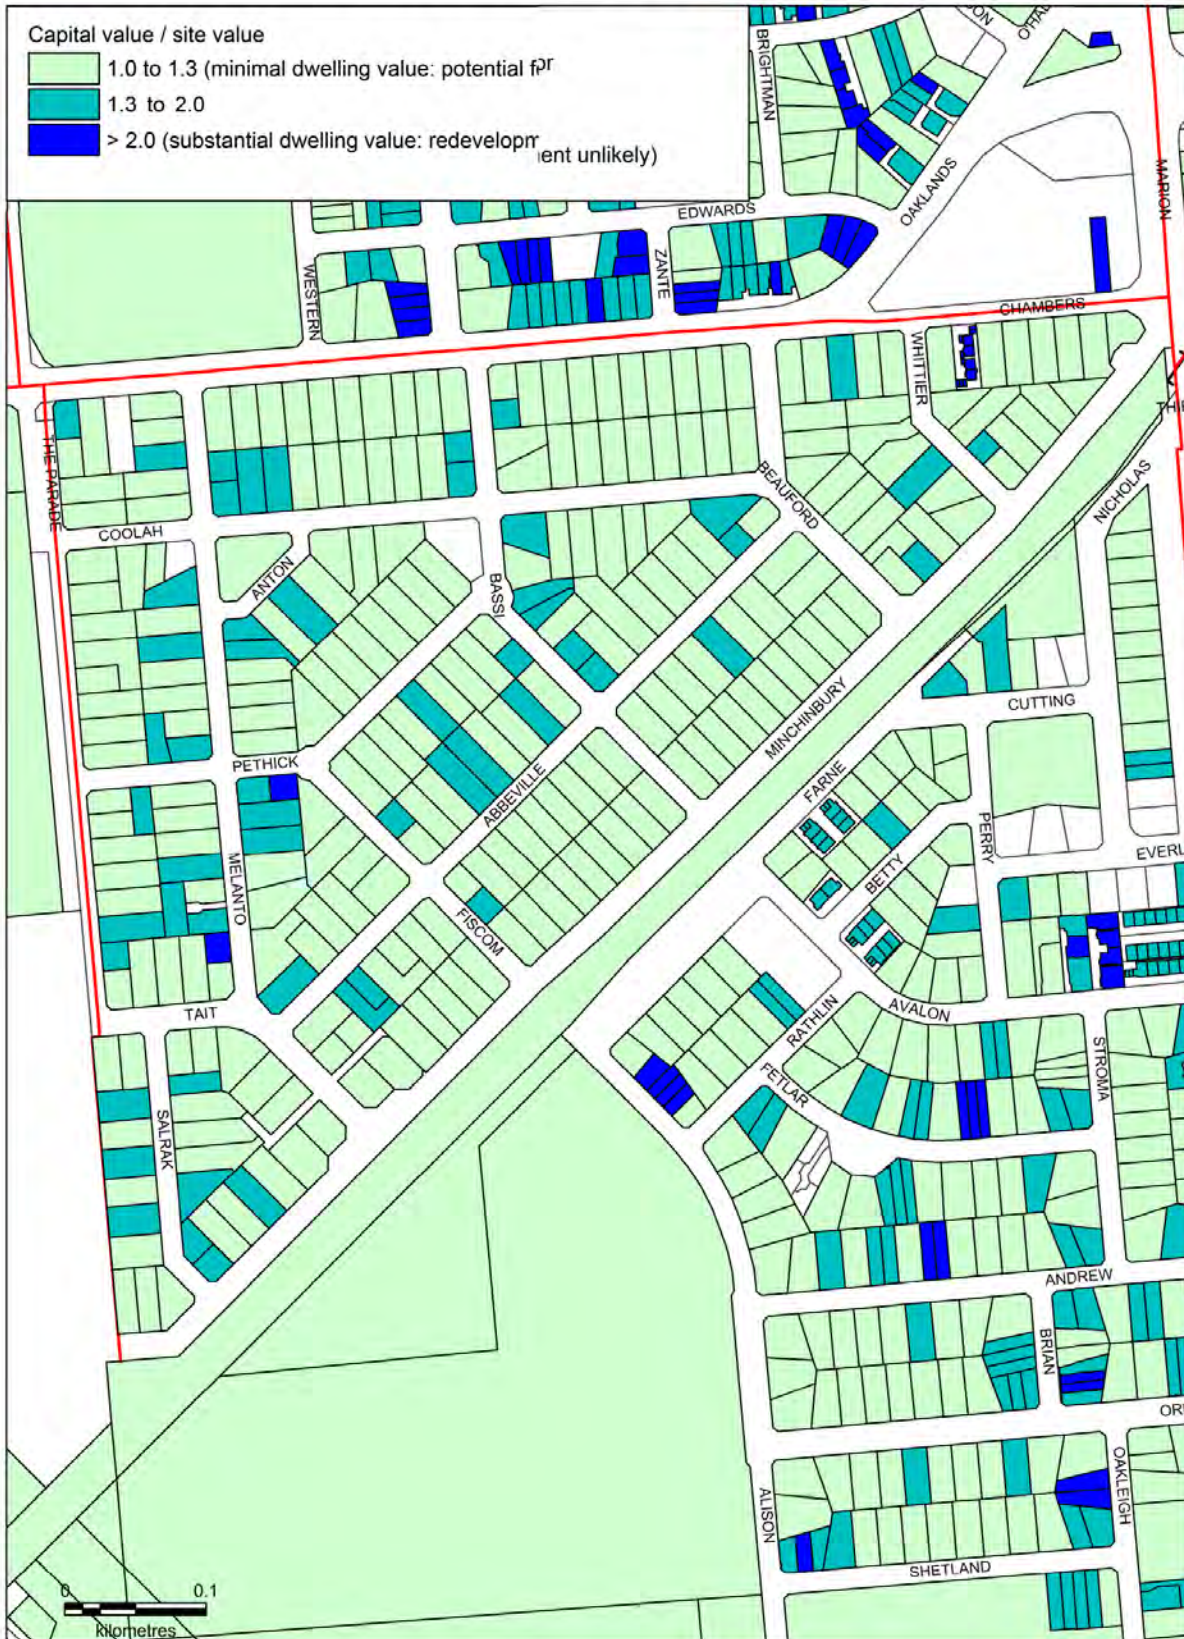 Capital value / site value
1.0 to 1.3 (minimal dwelling value: potential for
1.3 to 2.0
> 2.0 (substantial dwelling value: redevelopment unlikely)
BRIGHTMAN
OAKLANDS
MARION
EDWARDS
WESTERN
ZANTE
CHAMBERS
WHITTIER
THE PARADE
BEAUFORD
NICHOLAS
COOLAH
ANTON
BASSI
CUTTING
MINCHINBURY
PETHICK
ABBEVILLE
FARNE
PERRY
BETTY
EVERL
MELANTO
FISCOM
TAIT
RATHLIN
AVALON
STROMA
FETLAR
SALRAK
ANDREW
BRIAN
ALISON
OAKLEIGH
SHETLAND
0 0.1
kilometres